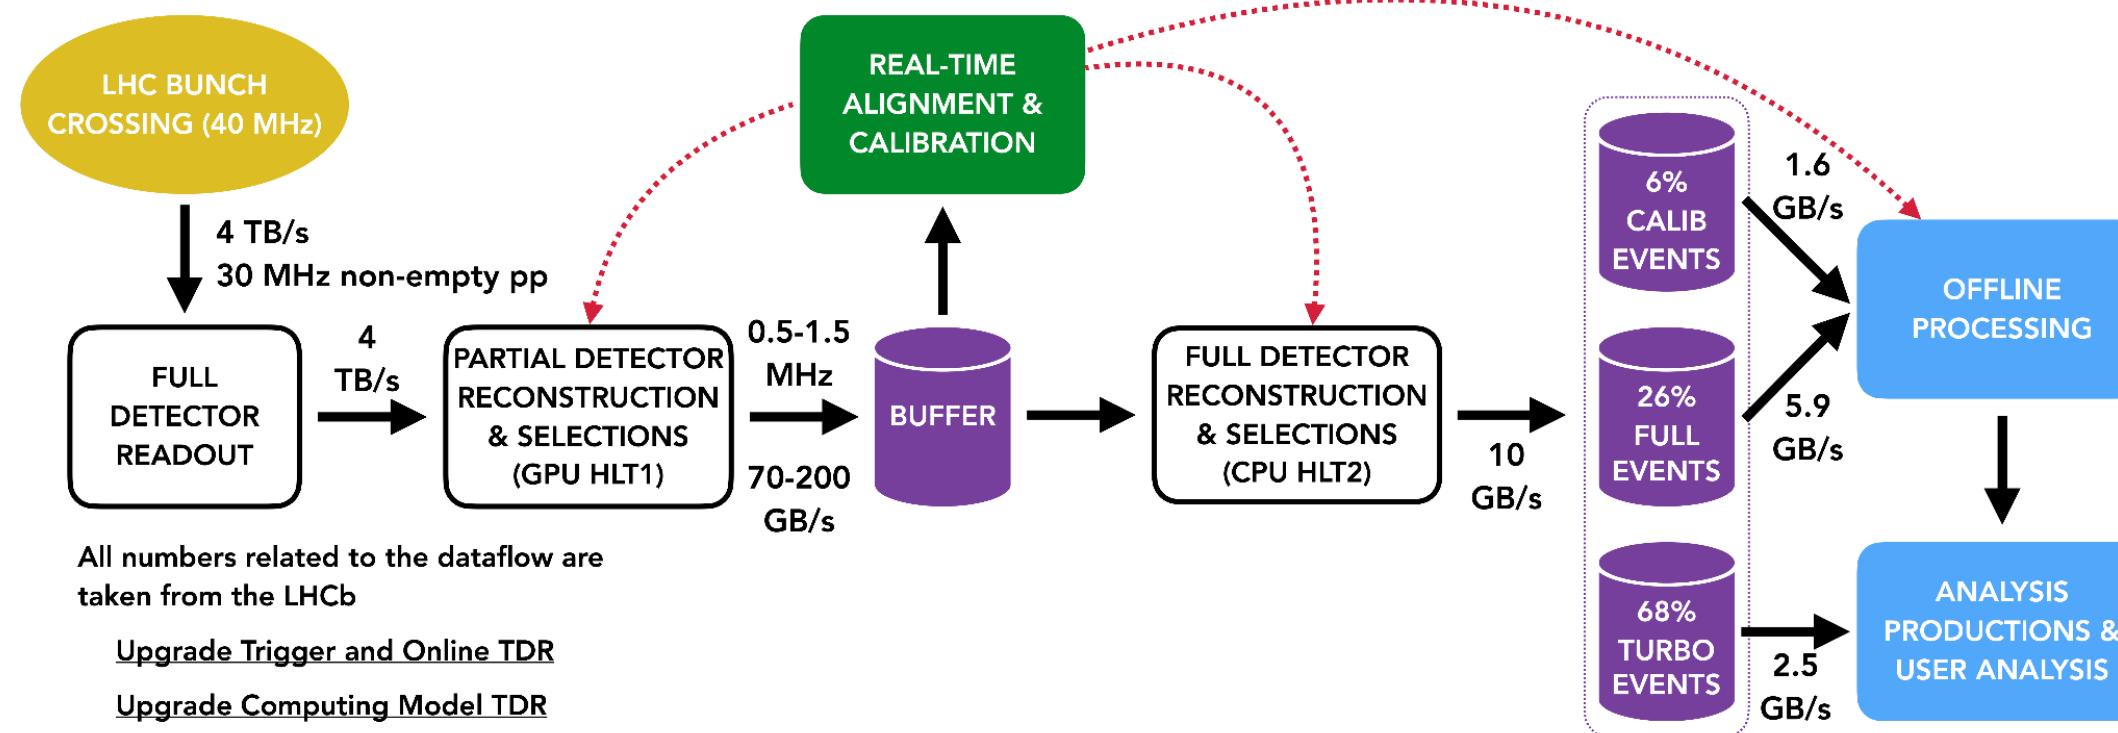 LHC BUNCH
CROSSING (40 MHz)
4 TB/s
30 MHz non-empty pp
FULL
DETECTOR
READOUT
4
TB/s
PARTIAL DETECTOR
RECONSTRUCTION
& SELECTIONS
(GPU HLT1)
0.5-1.5
MHz
70-200
GB/s
BUFFER
REAL-TIME
ALIGNMENT &
CALIBRATION
FULL DETECTOR
RECONSTRUCTION
& SELECTIONS
(CPU HLT2)
10
GB/s
6%
CALIB
EVENTS
1.6
GB/s
26%
FULL
EVENTS
5.9
GB/s
68%
TURBO
EVENTS
2.5
GB/s
OFFLINE
PROCESSING
ANALYSIS
PRODUCTIONS &
USER ANALYSIS
All numbers related to the dataflow are
taken from the LHCb
Upgrade Trigger and Online TDR
Upgrade Computing Model TDR